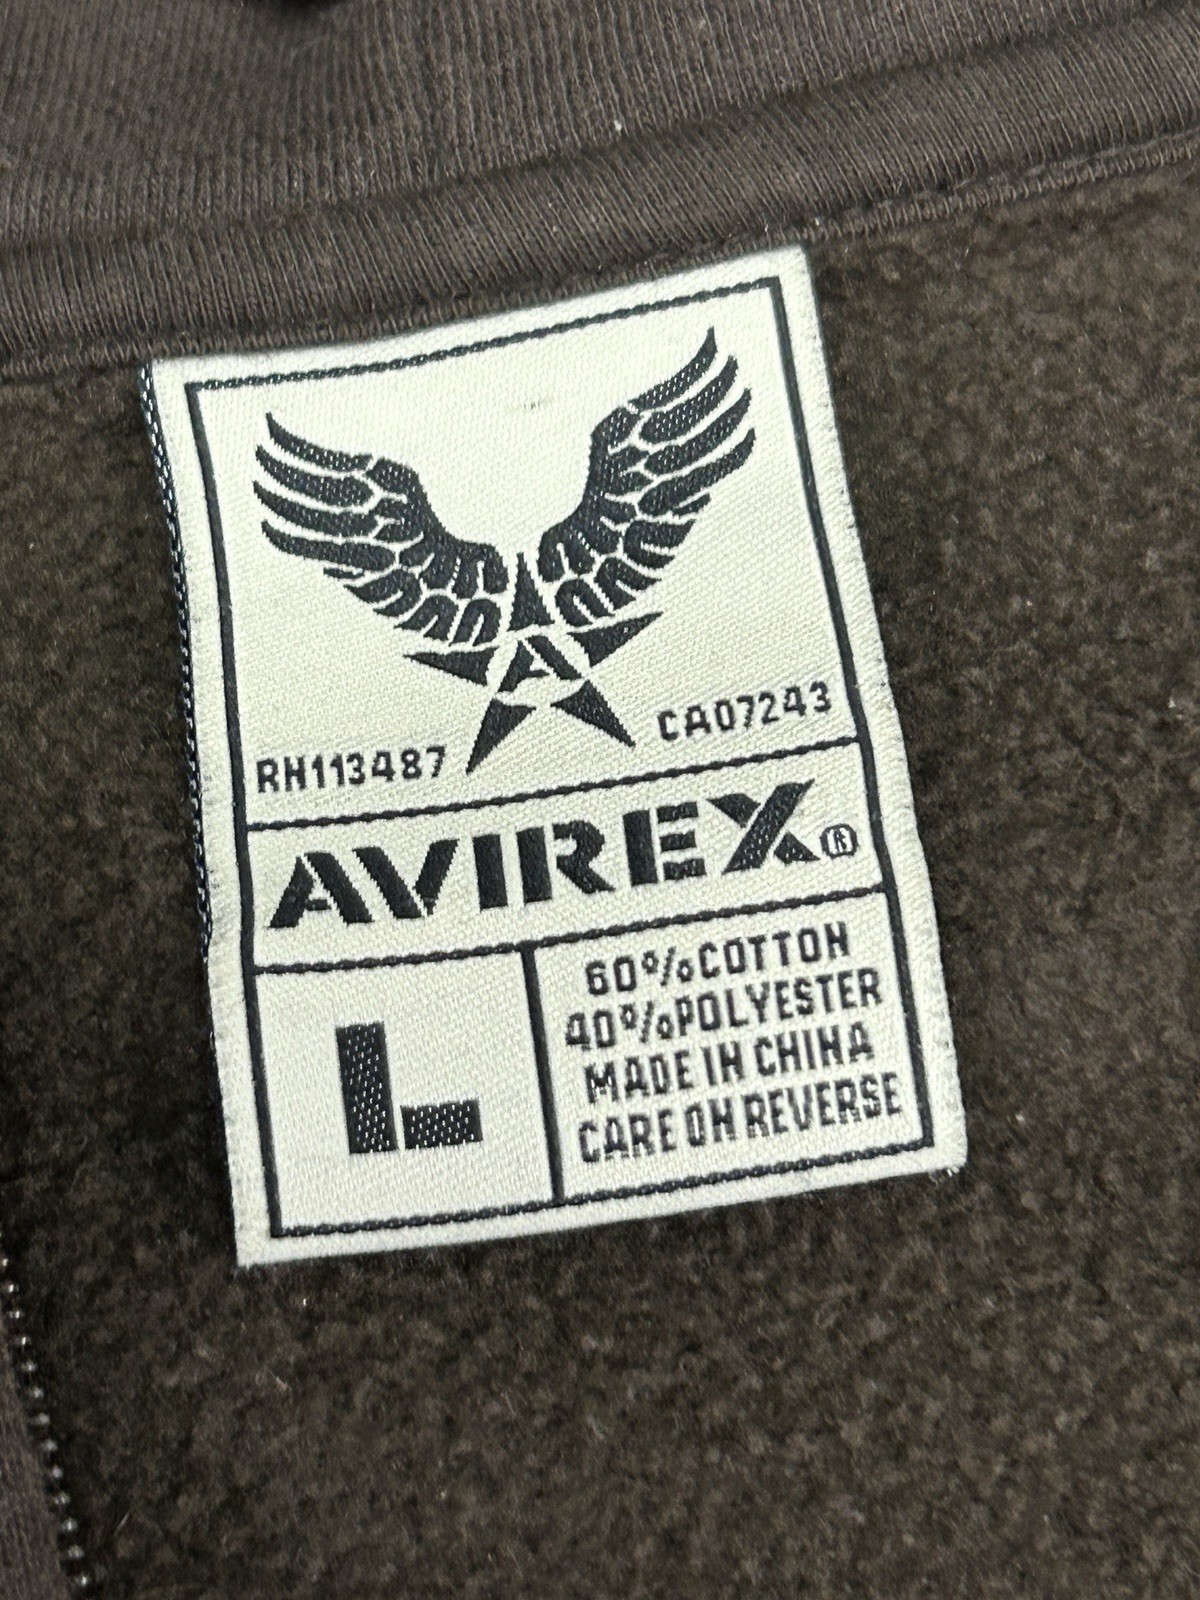 A
RH113487 CA07243
AVIREX®
L
60%COTTON
40%POLYESTER
MADE IN CHINA
CARE ON REVERSE